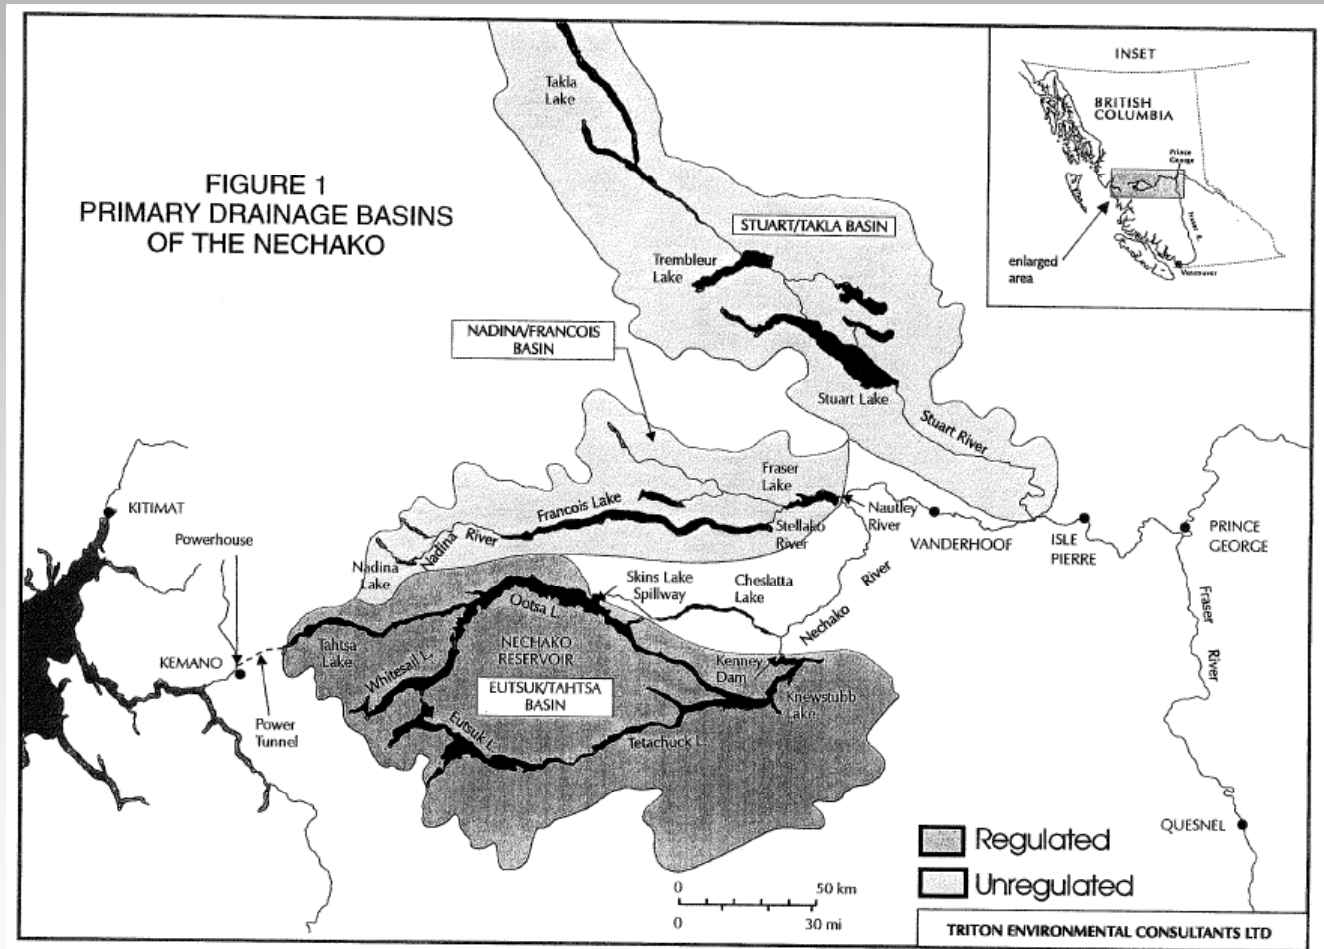 FIGURE 1
PRIMARY DRAINAGE BASINS
OF THE NECHAKO
INSET
BRITISH
COLUMBIA
Prince
George
Fraser R.
Vancouver
enlarged
area
Takla
Lake
STUART/TAKLA BASIN
Trembleur
Lake
NADINA/FRANCOIS
BASIN
Stuart Lake
Stuart River
Fraser
Lake
Francois Lake
Nautley
River
Stellako
River
Nadina River
Nadina
Lake
VANDERHOOF
ISLE
PIERRE
PRINCE
GEORGE
KITIMAT
Powerhouse
Skins Lake
Spillway
Cheslatta
Lake
Nechako River
Fraser River
Ootsa L.
Tahtsa
Lake
NECHAKO
RESERVOIR
Whitesail L.
KEMANO
Kenney
Dam
EUTSUK/TAHTSA
BASIN
Knewstubb
Lake
Power
Tunnel
Eutsuk L.
Tetachuck L.
QUESNEL
Regulated
Unregulated
0 50 km
0 30 mi
TRITON ENVIRONMENTAL CONSULTANTS LTD